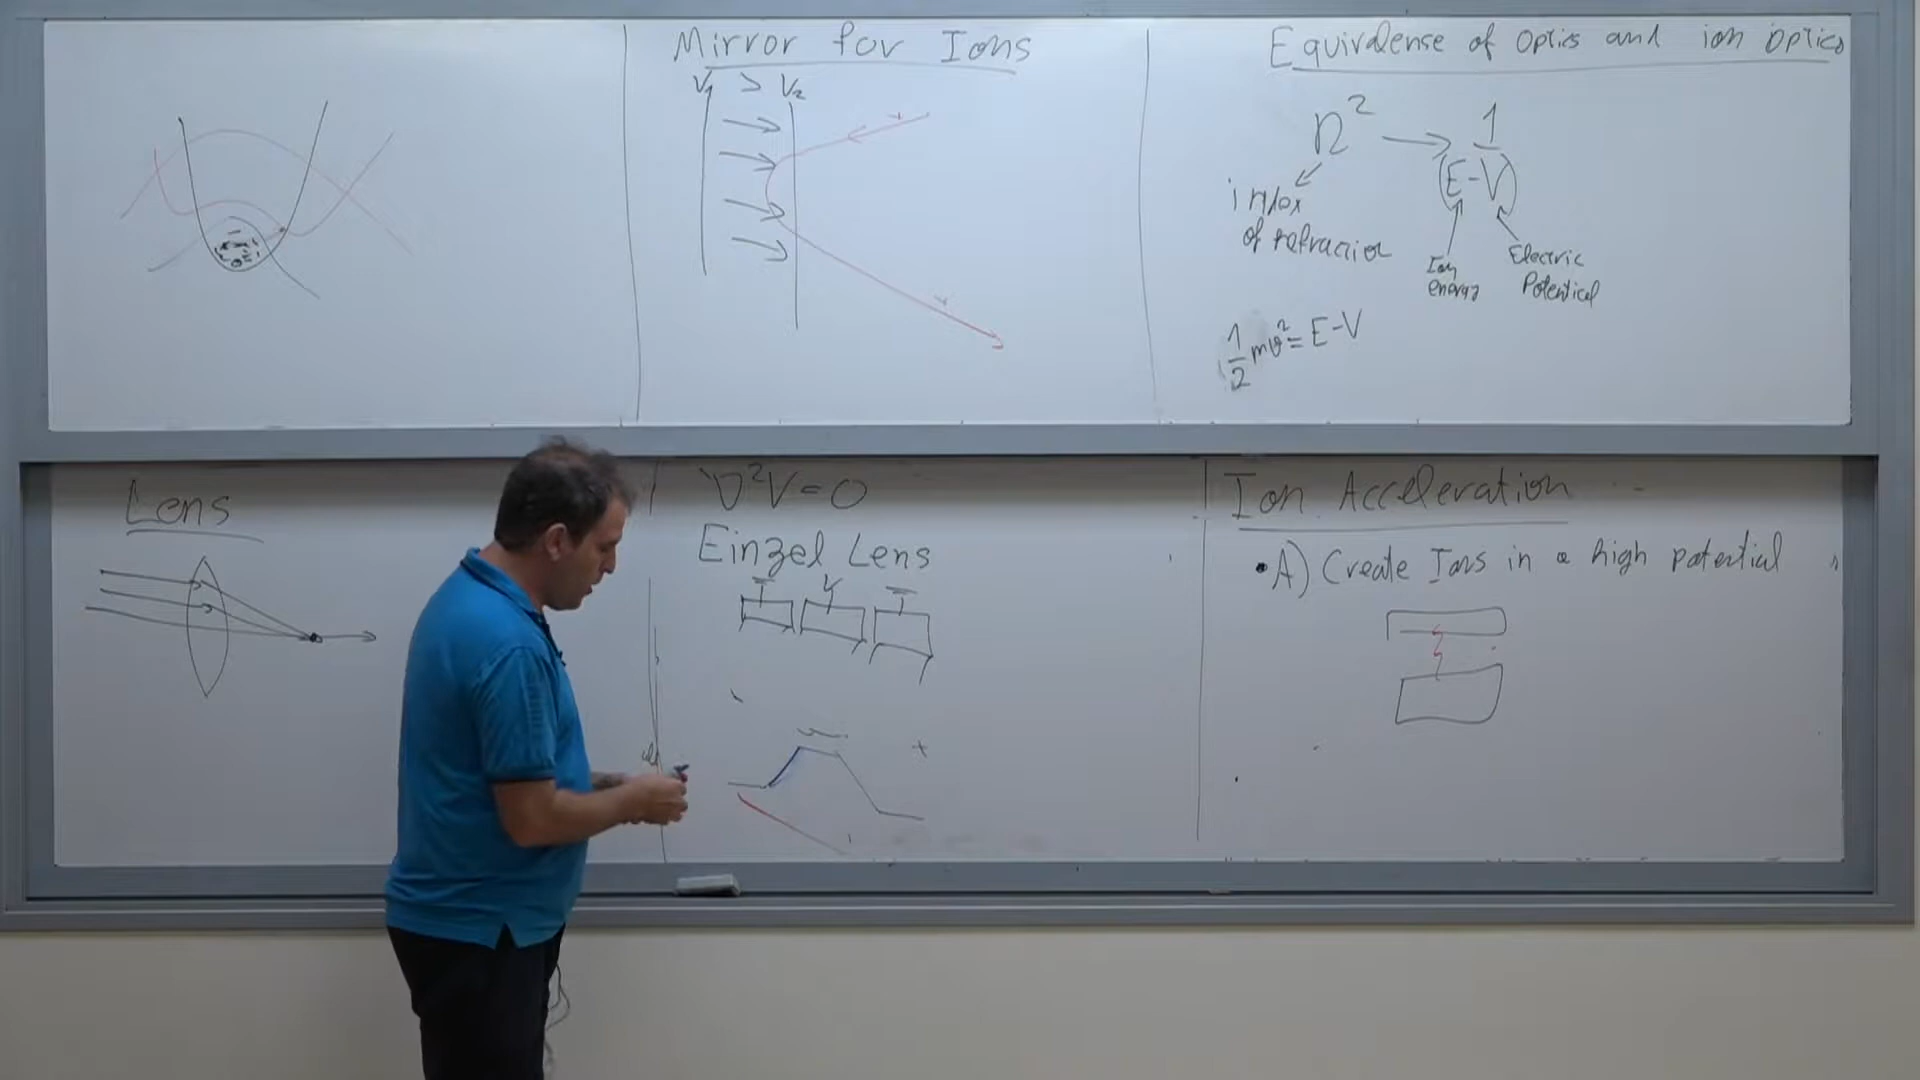 Mirror for Ions
V₁ > V₂
Equivalense of Optics and ion optics
n² → 1/(E-V)
index
of refraction
Ion
energy
Electric
Potential
1/2 mv² = E-V
Lens
∇²V=0
Einzel Lens
V
+
Ion Acceleration
• A) Create Ions in a high potential